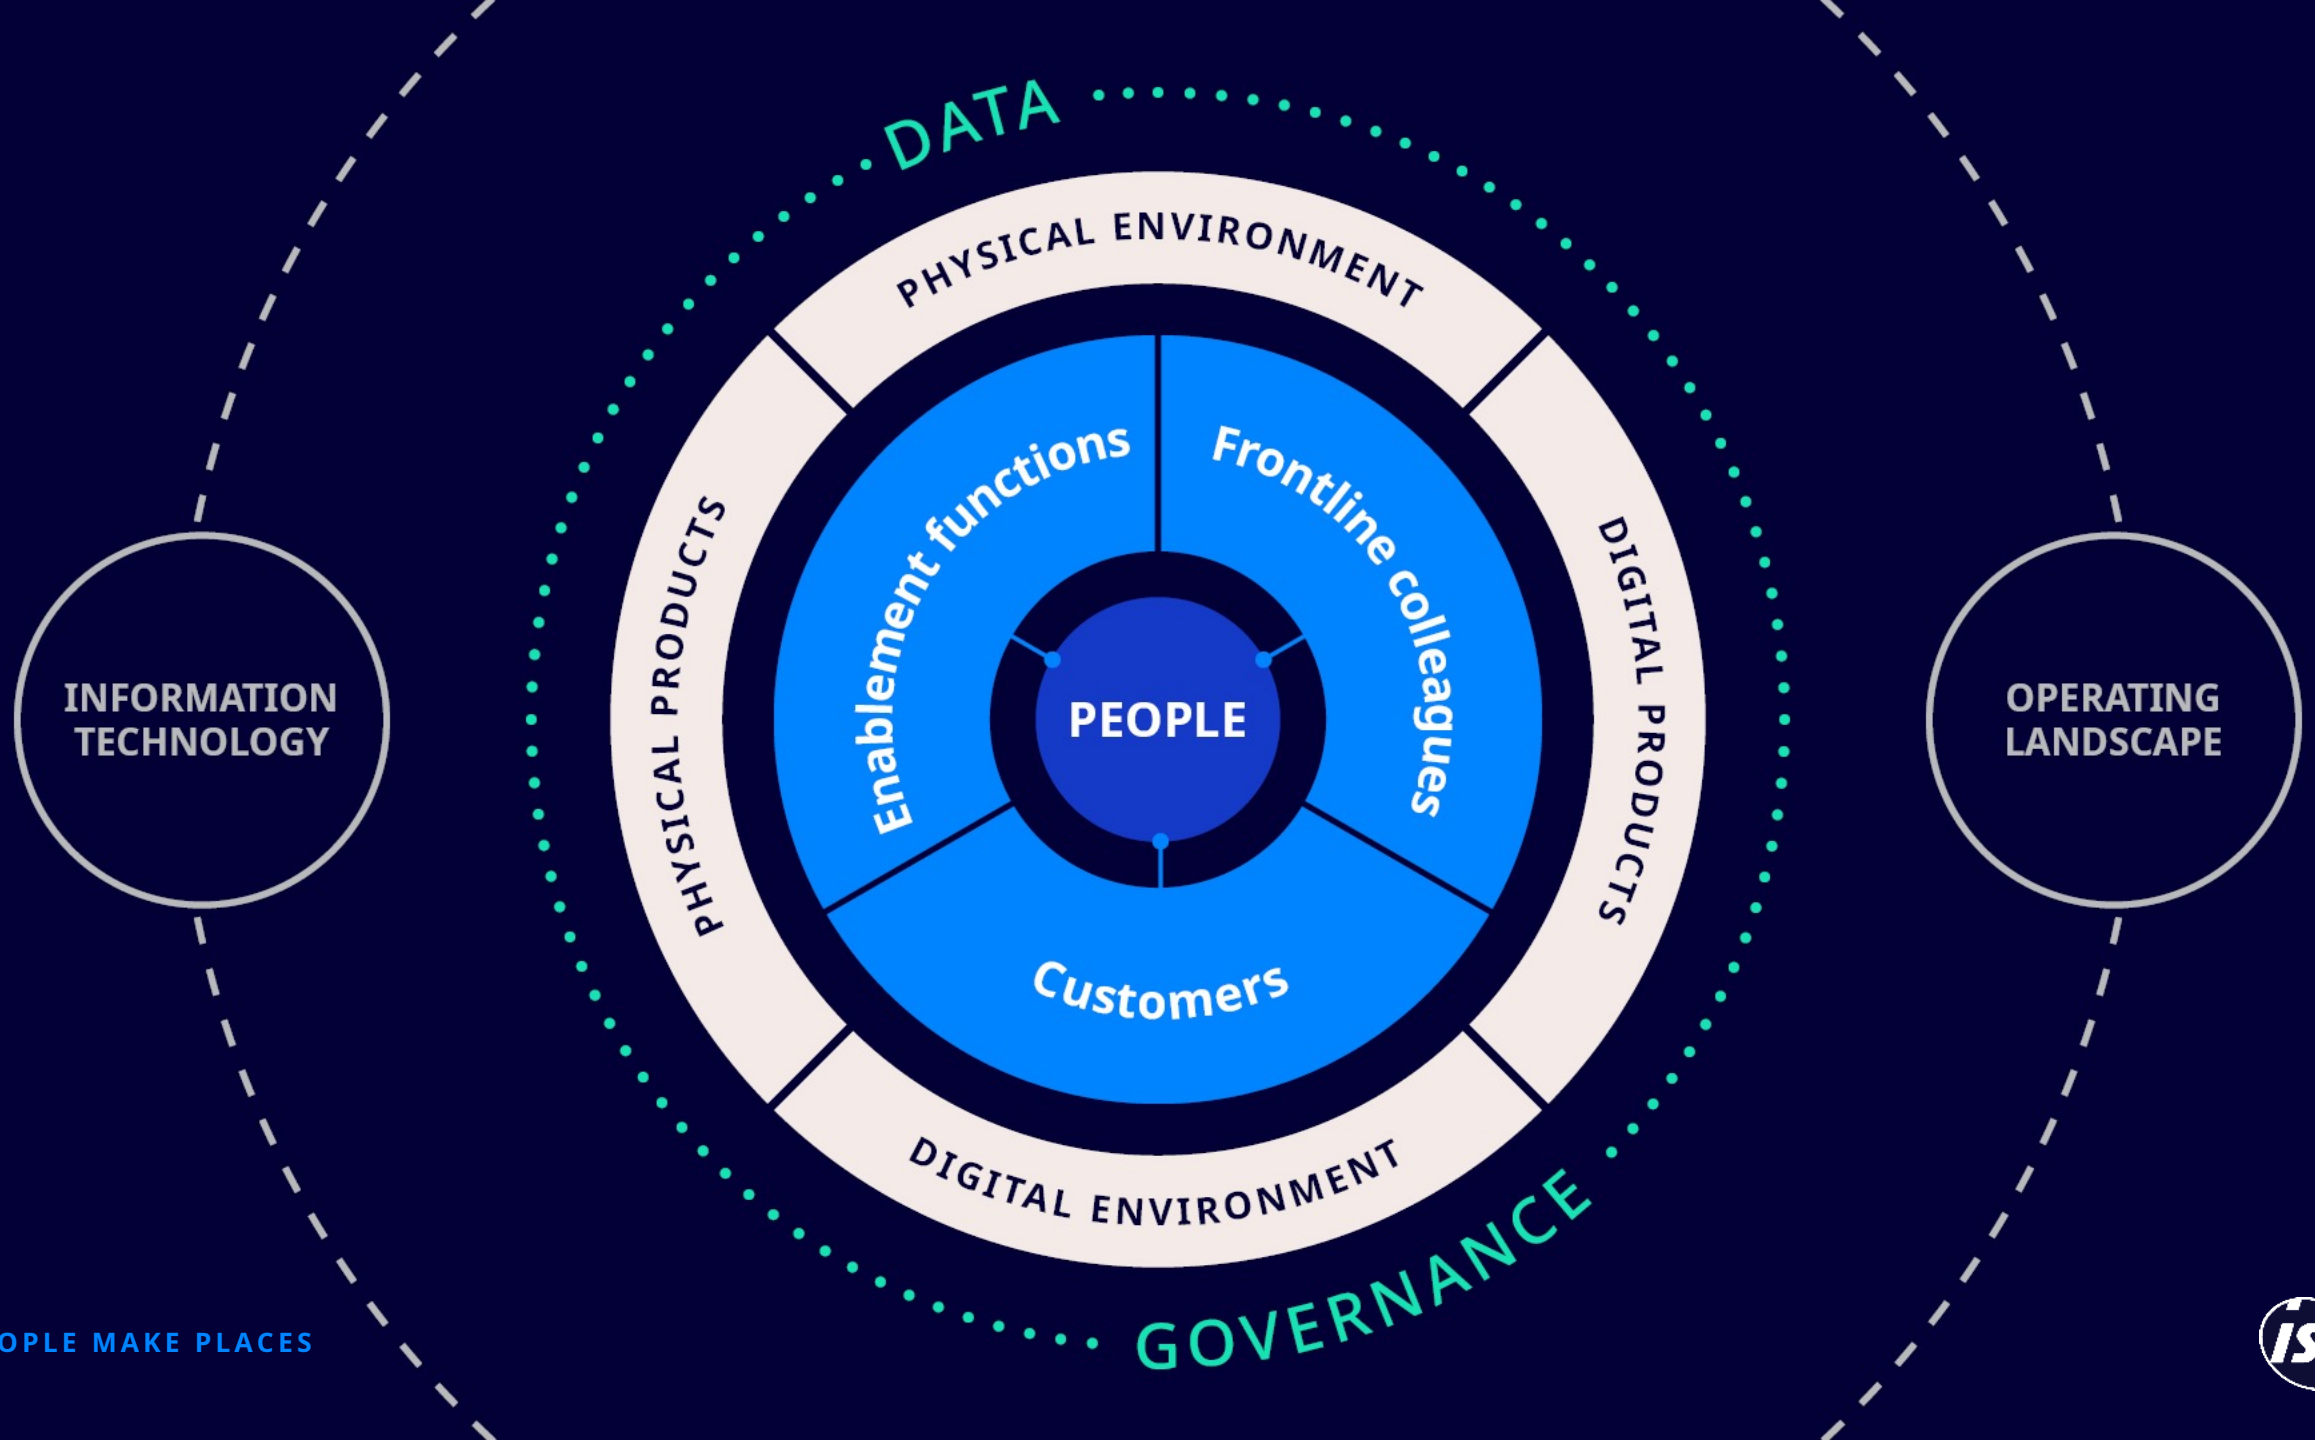 DATA
PHYSICAL ENVIRONMENT
Enablement functions
Frontline colleagues
PHYSICAL PRODUCTS
DIGITAL PRODUCTS
INFORMATION
TECHNOLOGY
PEOPLE
OPERATING
LANDSCAPE
Customers
DIGITAL ENVIRONMENT
GOVERNANCE
OPLE MAKE PLACES
is